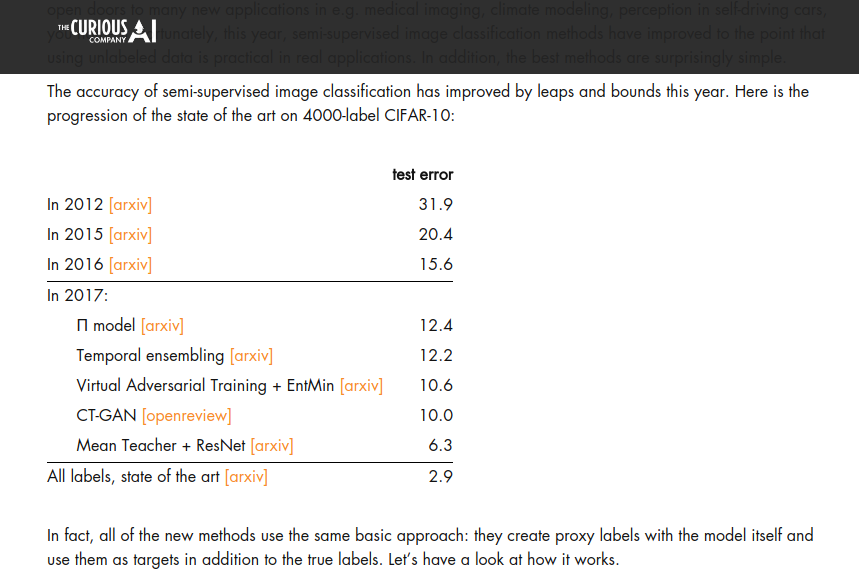 open doors to many new applications in e.g. medical imaging, climate modeling, perception in self-driving cars,
THE CURIOUS AI
COMPANY
unfortunately, this year, semi-supervised image classification methods have improved to the point that
using unlabeled data is practical in real applications. In addition, the best methods are surprisingly simple.
The accuracy of semi-supervised image classification has improved by leaps and bounds this year. Here is the
progression of the state of the art on 4000-label CIFAR-10:
test error
In 2012 [arxiv] 31.9
In 2015 [arxiv] 20.4
In 2016 [arxiv] 15.6
In 2017:
Π model [arxiv] 12.4
Temporal ensembling [arxiv] 12.2
Virtual Adversarial Training + EntMin [arxiv] 10.6
CT-GAN [openreview] 10.0
Mean Teacher + ResNet [arxiv] 6.3
All labels, state of the art [arxiv] 2.9
In fact, all of the new methods use the same basic approach: they create proxy labels with the model itself and
use them as targets in addition to the true labels. Let's have a look at how it works.